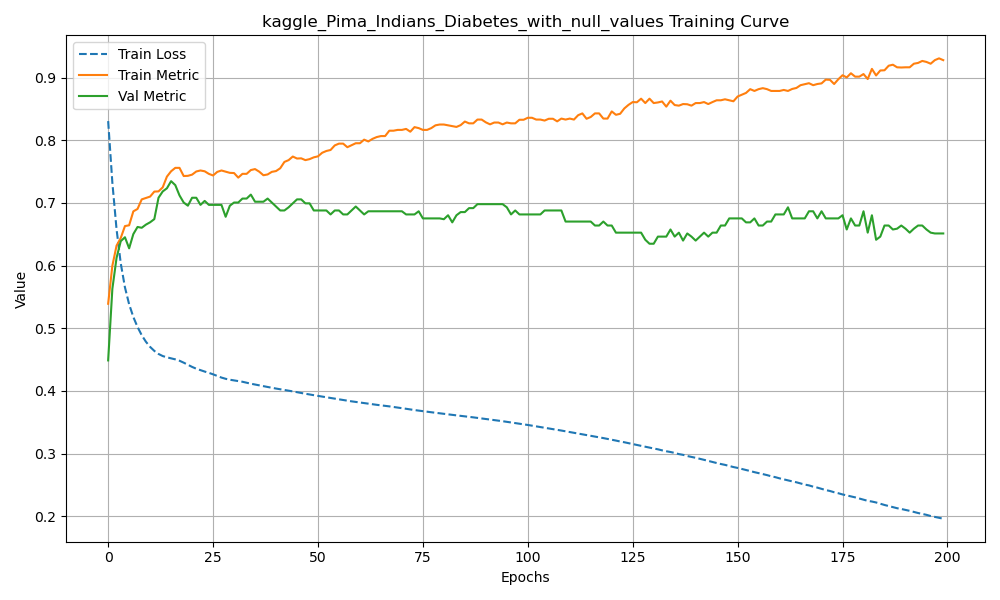 kaggle_Pima_Indians_Diabetes_with_null_values Training Curve
Train Loss
Train Metric
Val Metric
Value
0.9
0.8
0.7
0.6
0.5
0.4
0.3
0.2
0 25 50 75 100 125 150 175 200
Epochs